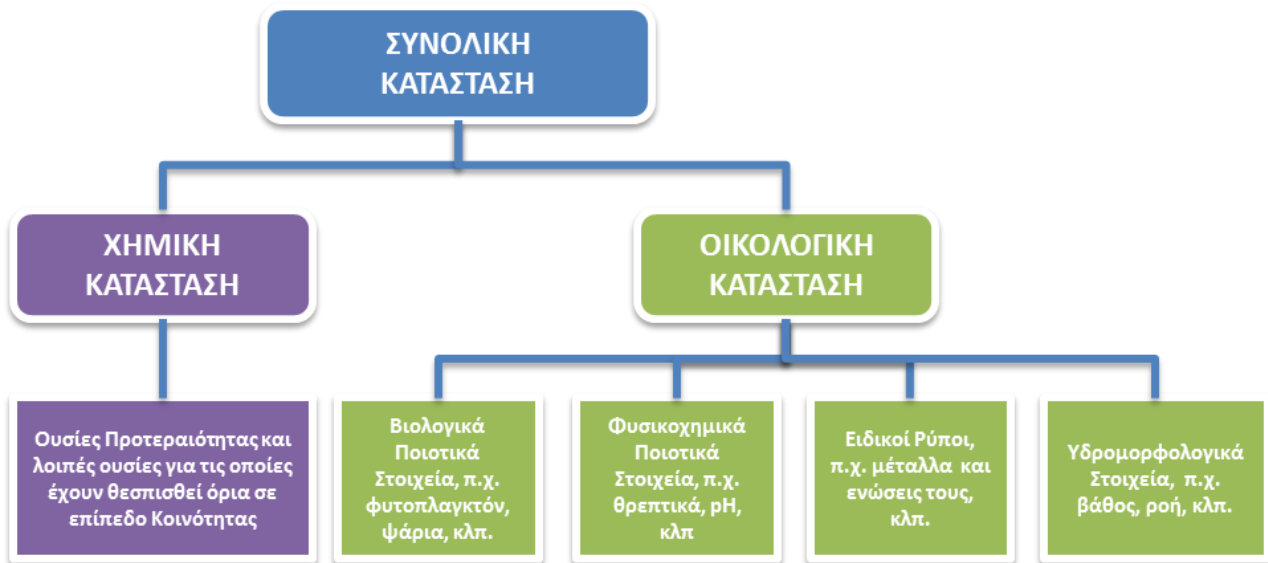 ΣΥΝΟΛΙΚΗ
ΚΑΤΑΣΤΑΣΗ
ΧΗΜΙΚΗ
ΚΑΤΑΣΤΑΣΗ
ΟΙΚΟΛΟΓΙΚΗ
ΚΑΤΑΣΤΑΣΗ
Ουσίες Προτεραιότητας και
λοιπές ουσίες για τις οποίες
έχουν θεσπισθεί όρια σε
επίπεδο Κοινότητας
Βιολογικά
Ποιοτικά
Στοιχεία, π.χ.
φυτοπλαγκτόν,
ψάρια, κλπ.
Φυσικοχημικά
Ποιοτικά
Στοιχεία, π.χ.
θρεπτικά, pH,
κλπ
Ειδικοί Ρύποι,
π.χ. μέταλλα και
ενώσεις τους,
κλπ.
Υδρομορφολογικά
Στοιχεία, π.χ.
βάθος, ροή, κλπ.